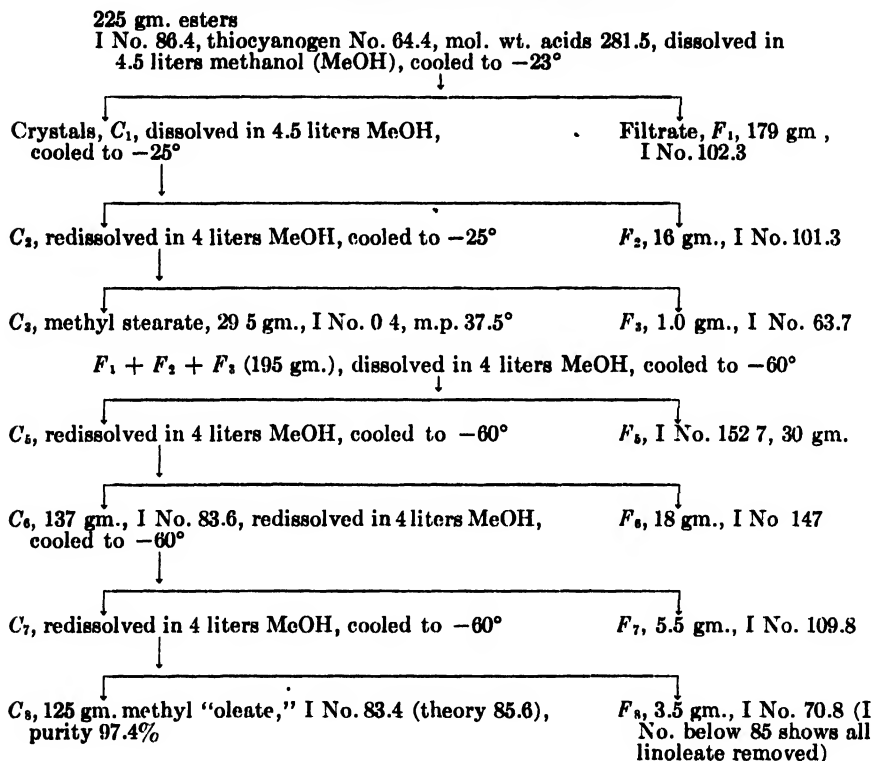 225 gm. esters
I No. 86.4, thiocyanogen No. 64.4, mol. wt. acids 281.5, dissolved in
4.5 liters methanol (MeOH), cooled to −23°
Crystals, C₁, dissolved in 4.5 liters MeOH,
cooled to −25°
Filtrate, F₁, 179 gm ,
I No. 102.3
C₂, redissolved in 4 liters MeOH, cooled to −25°
F₂, 16 gm., I No. 101.3
C₃, methyl stearate, 29 5 gm., I No. 0 4, m.p. 37.5°
F₃, 1.0 gm., I No. 63.7
F₁ + F₂ + F₃ (195 gm.), dissolved in 4 liters MeOH, cooled to −60°
C₅, redissolved in 4 liters MeOH, cooled to −60°
F₅, I No. 152 7, 30 gm.
C₆, 137 gm., I No. 83.6, redissolved in 4 liters MeOH,
cooled to −60°
F₆, 18 gm., I No 147
C₇, redissolved in 4 liters MeOH, cooled to −60°
F₇, 5.5 gm., I No. 109.8
C₈, 125 gm. methyl “oleate,” I No. 83.4 (theory 85.6),
purity 97.4%
F₈, 3.5 gm., I No. 70.8 (I
No. below 85 shows all
linoleate removed)